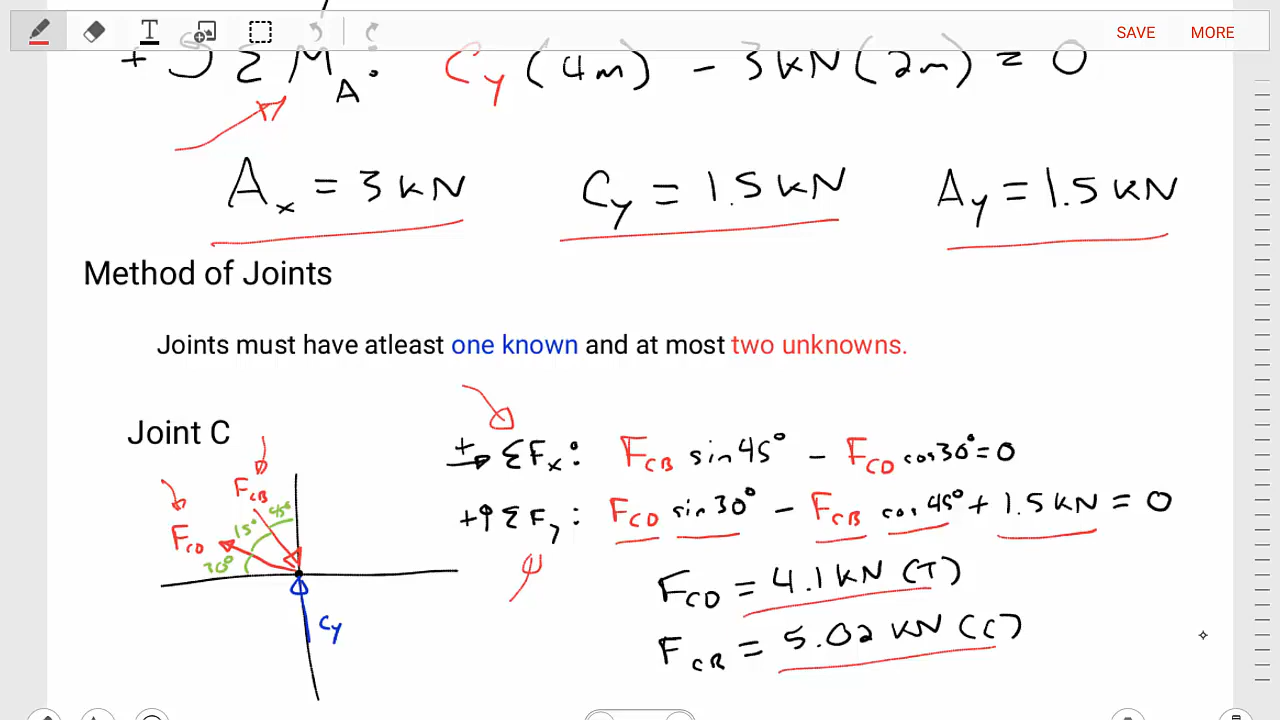 SAVE MORE
+ ↺ Σ M_A : C_y (4m) - 3 kN (2m) = 0
A_x = 3 kN C_y = 1.5 kN A_y = 1.5 kN
Method of Joints
Joints must have atleast one known and at most two unknowns.
Joint C
+→ ΣF_x : F_CB sin45° - F_CD cos30° = 0
+↑ ΣF_y : F_CD sin30° - F_CB cos45° + 1.5 kN = 0
F_CD = 4.1 kN (T)
F_CB = 5.02 kN (C)
F_CB
45°
15°
F_CD
30°
C_y